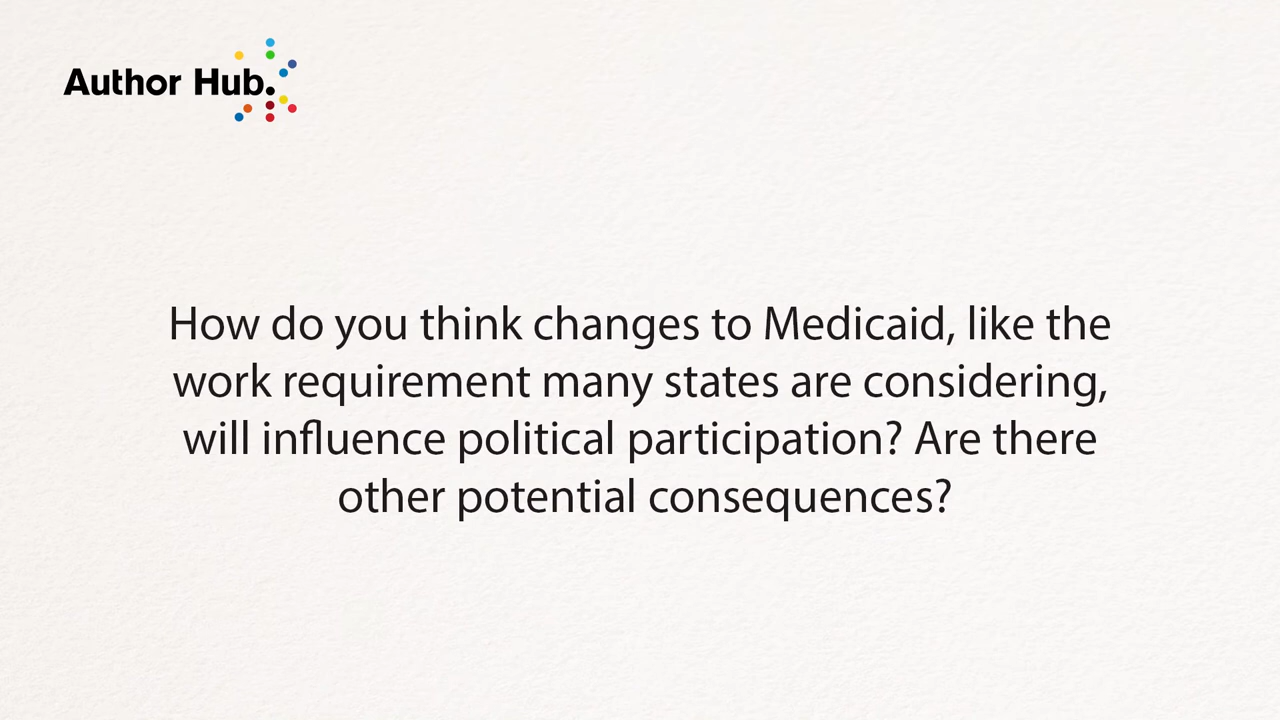 Author Hub.
How do you think changes to Medicaid, like the
work requirement many states are considering,
will influence political participation? Are there
other potential consequences?